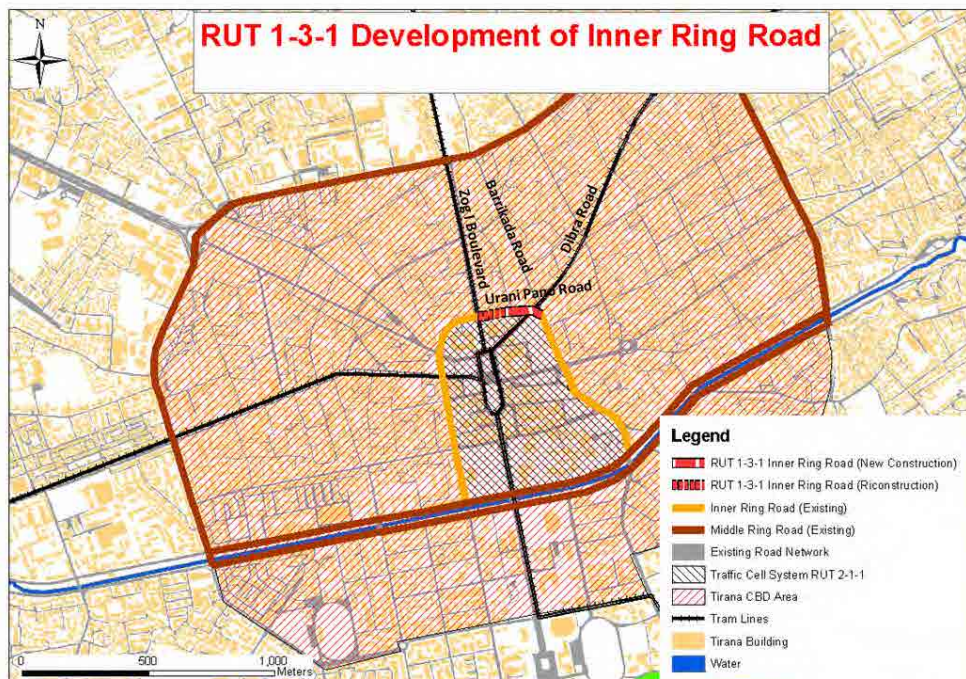 RUT 1-3-1 Development of Inner Ring Road
N
Zog I Boulevard
Barrikada Road
Dibra Road
Urani Pano Road
Legend
RUT 1-3-1 Inner Ring Road (New Construction)
RUT 1-3-1 Inner Ring Road (Riconstruction)
Inner Ring Road (Existing)
Middle Ring Road (Existing)
Existing Road Network
Traffic Cell System RUT 2-1-1
Tirana CBD Area
Tram Lines
Tirana Building
Water
0 500 1,000
Meters